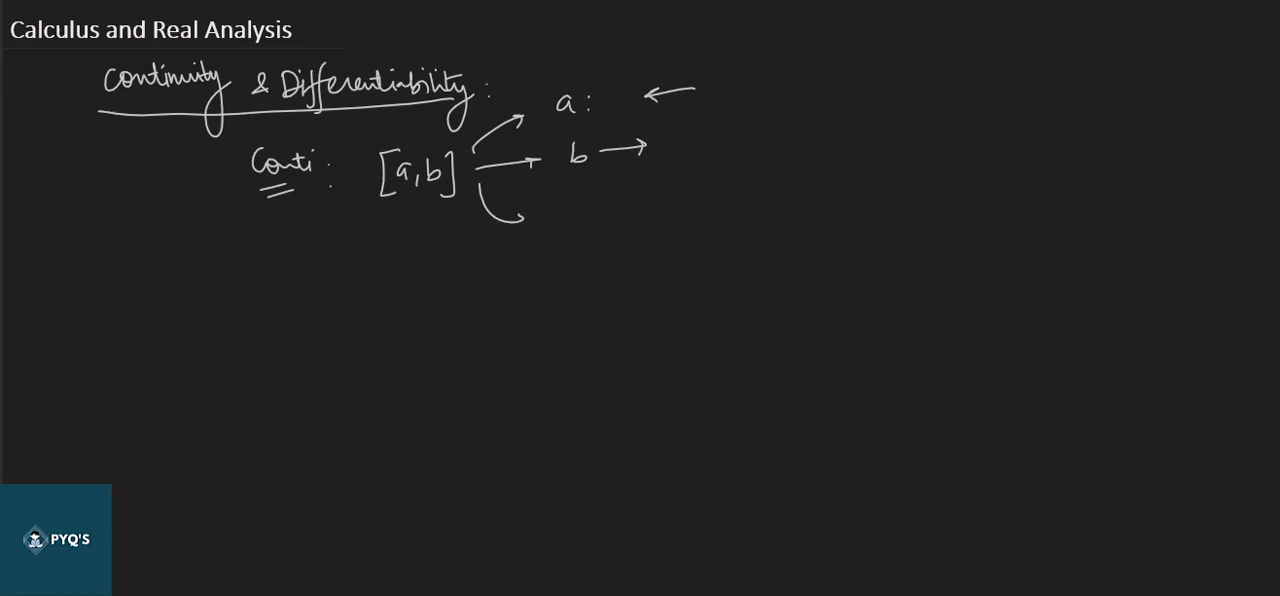 Calculus and Real Analysis
Continuity & Differentiability :
a : ←
Conti : [a,b] → b →
PYQ'S